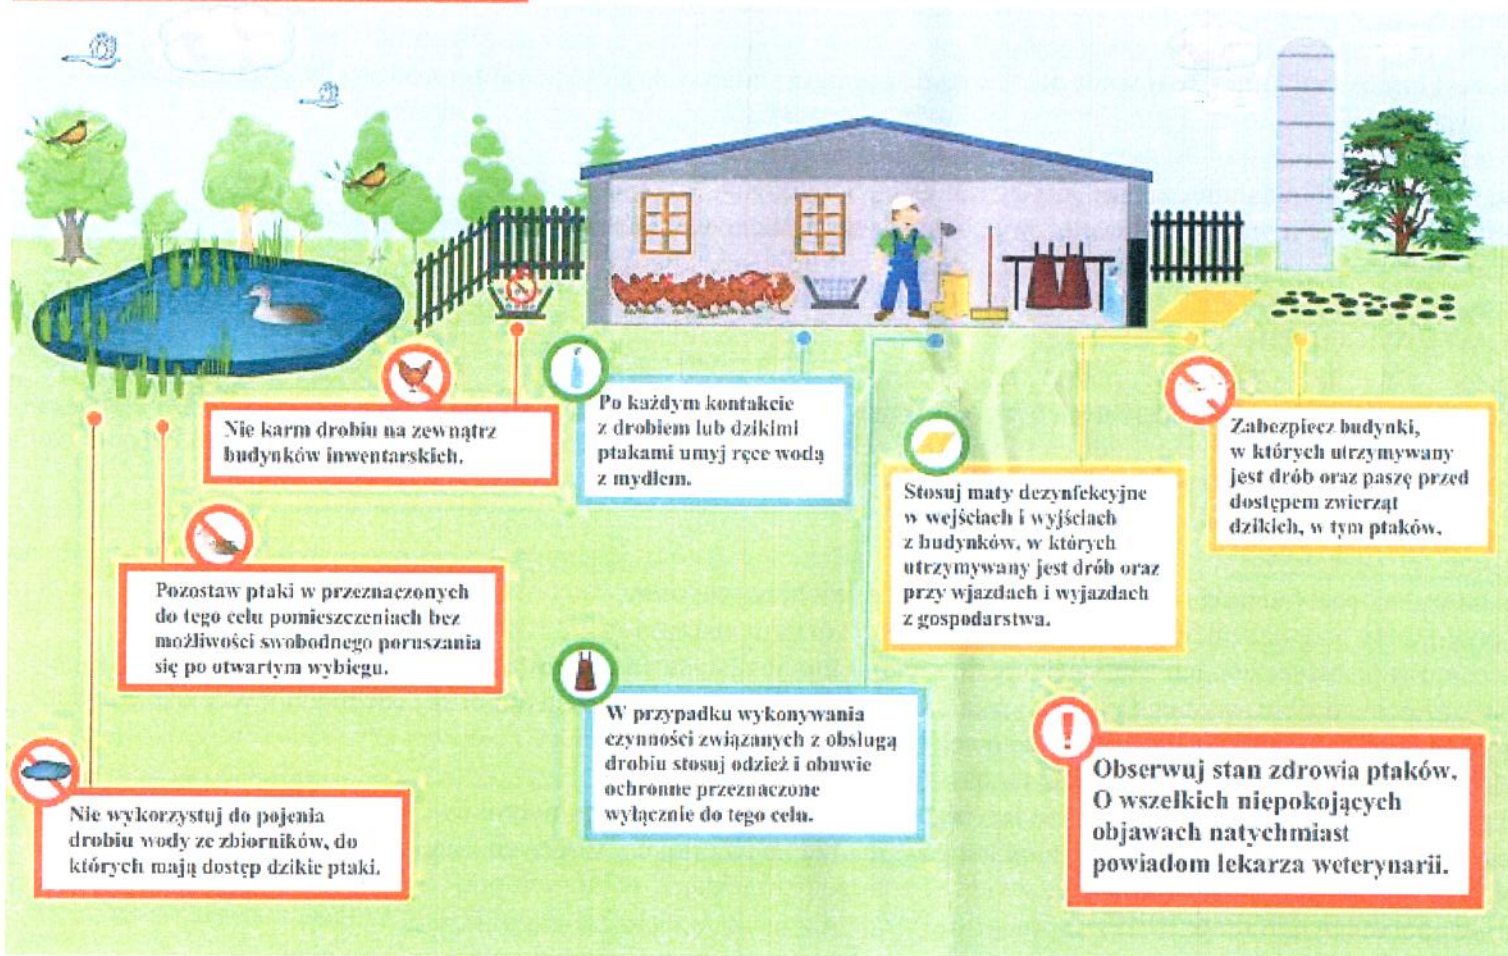 Nie karm drobiu na zewnątrz
budynków inwentarskich.
Po każdym kontakcie
z drobiem lub dzikimi
ptakami umyj ręce wodą
z mydłem.
Zabezpiecz budynki,
w których utrzymywany
jest drób oraz paszę przed
dostępem zwierząt
dzikich, w tym ptaków.
Stosuj maty dezynfekcyjne
w wejściach i wyjściach
z budynków, w których
utrzymywany jest drób oraz
przy wjazdach i wyjazdach
z gospodarstwa.
Pozostaw ptaki w przeznaczonych
do tego celu pomieszczeniach bez
możliwości swobodnego poruszania
się po otwartym wybiegu.
W przypadku wykonywania
czynności związanych z obsługą
drobiu stosuj odzież i obuwie
ochronne przeznaczone
wyłącznie do tego celu.
Nie wykorzystuj do pojenia
drobiu wody ze zbiorników, do
których mają dostęp dzikie ptaki.
Obserwuj stan zdrowia ptaków.
O wszelkich niepokojących
objawach natychmiast
powiadom lekarza weterynarii.